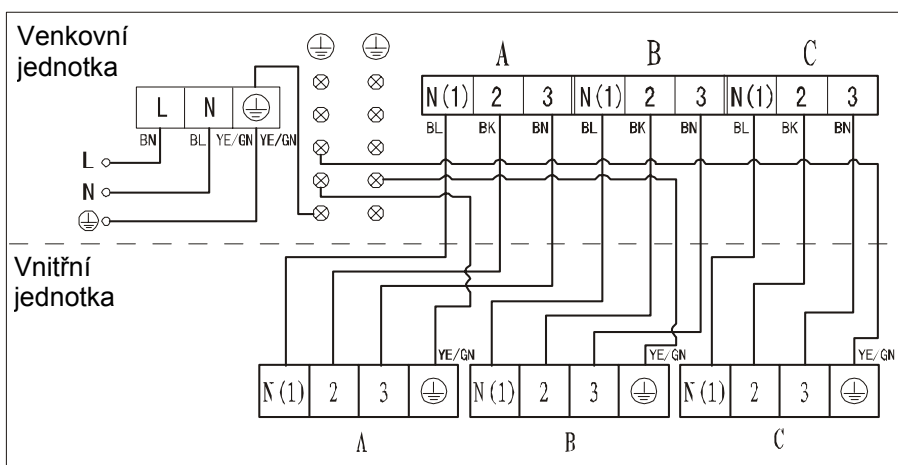 Venkovní
jednotka
A B C
L N
N(1) 2 3 N(1) 2 3 N(1) 2 3
BN BL YE/GN YE/GN
BL BK BN BL BK BN BL BK BN
L
N
Vnitřní
jednotka
YE/GN YE/GN YE/GN
N(1) 2 3 N(1) 2 3 N(1) 2 3
A B C